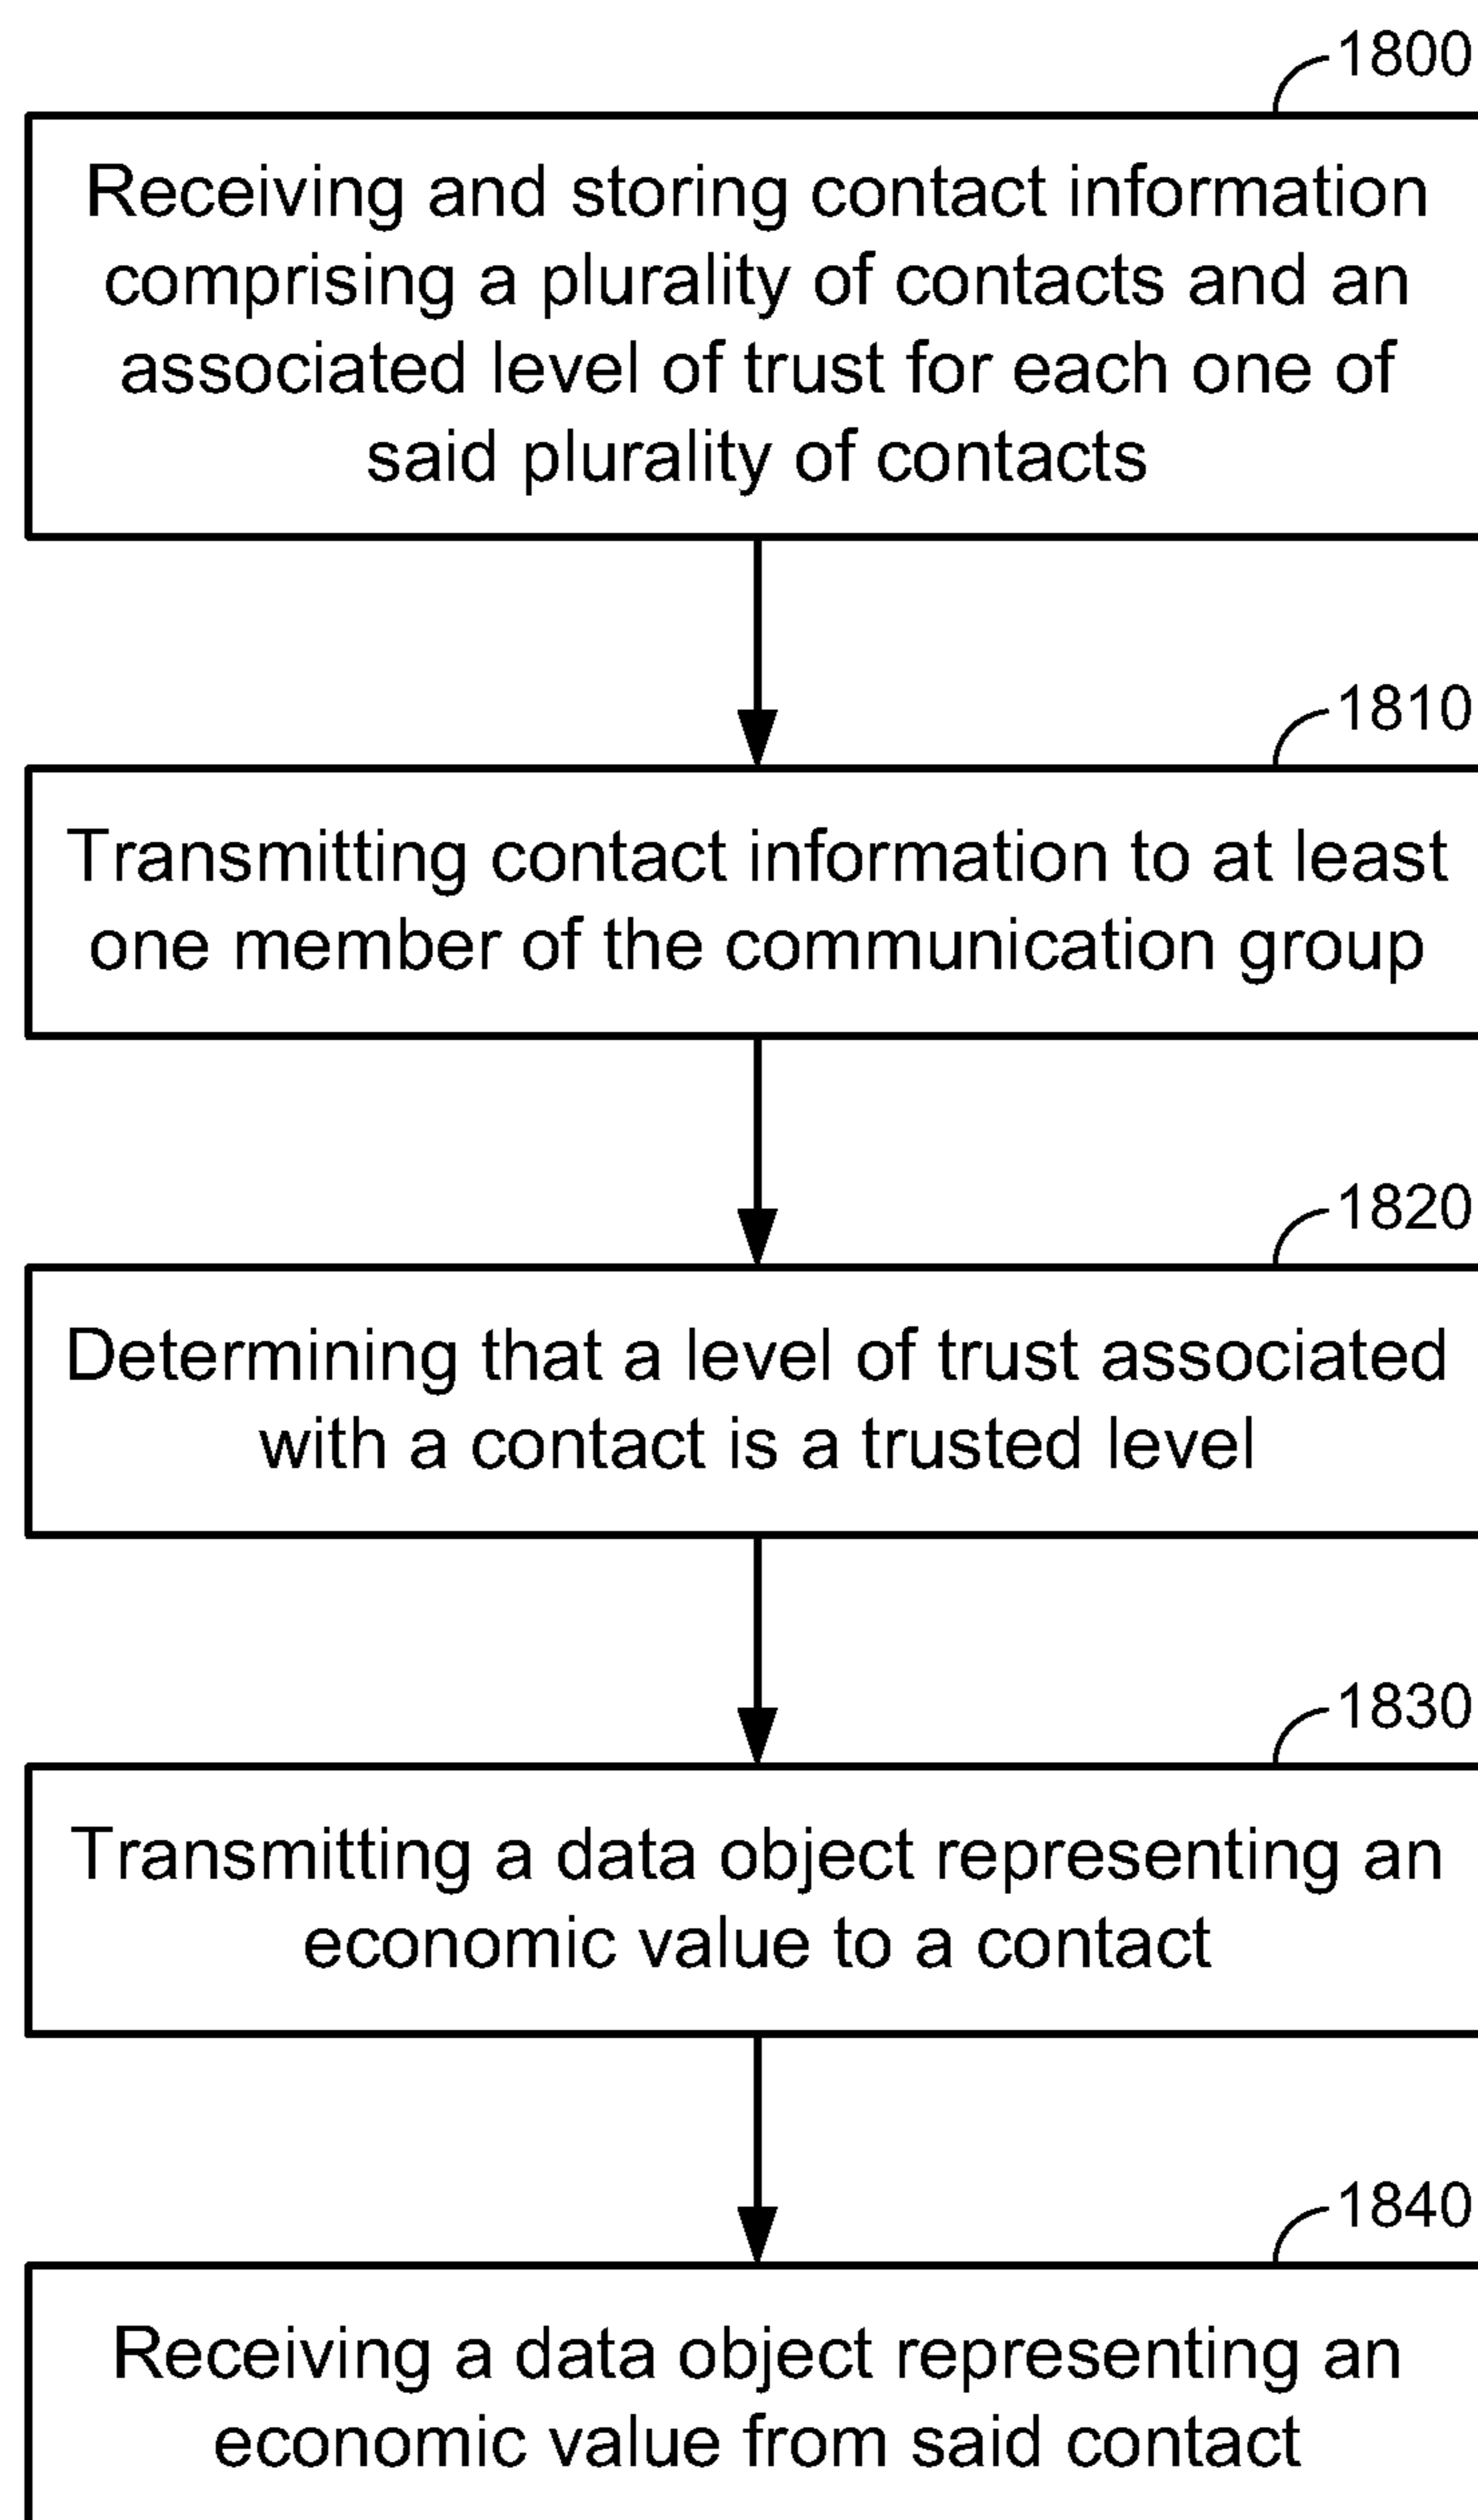 1800
Receiving and storing contact information
comprising a plurality of contacts and an
associated level of trust for each one of
said plurality of contacts
1810
Transmitting contact information to at least
one member of the communication group
1820
Determining that a level of trust associated
with a contact is a trusted level
1830
Transmitting a data object representing an
economic value to a contact
1840
Receiving a data object representing an
economic value from said contact